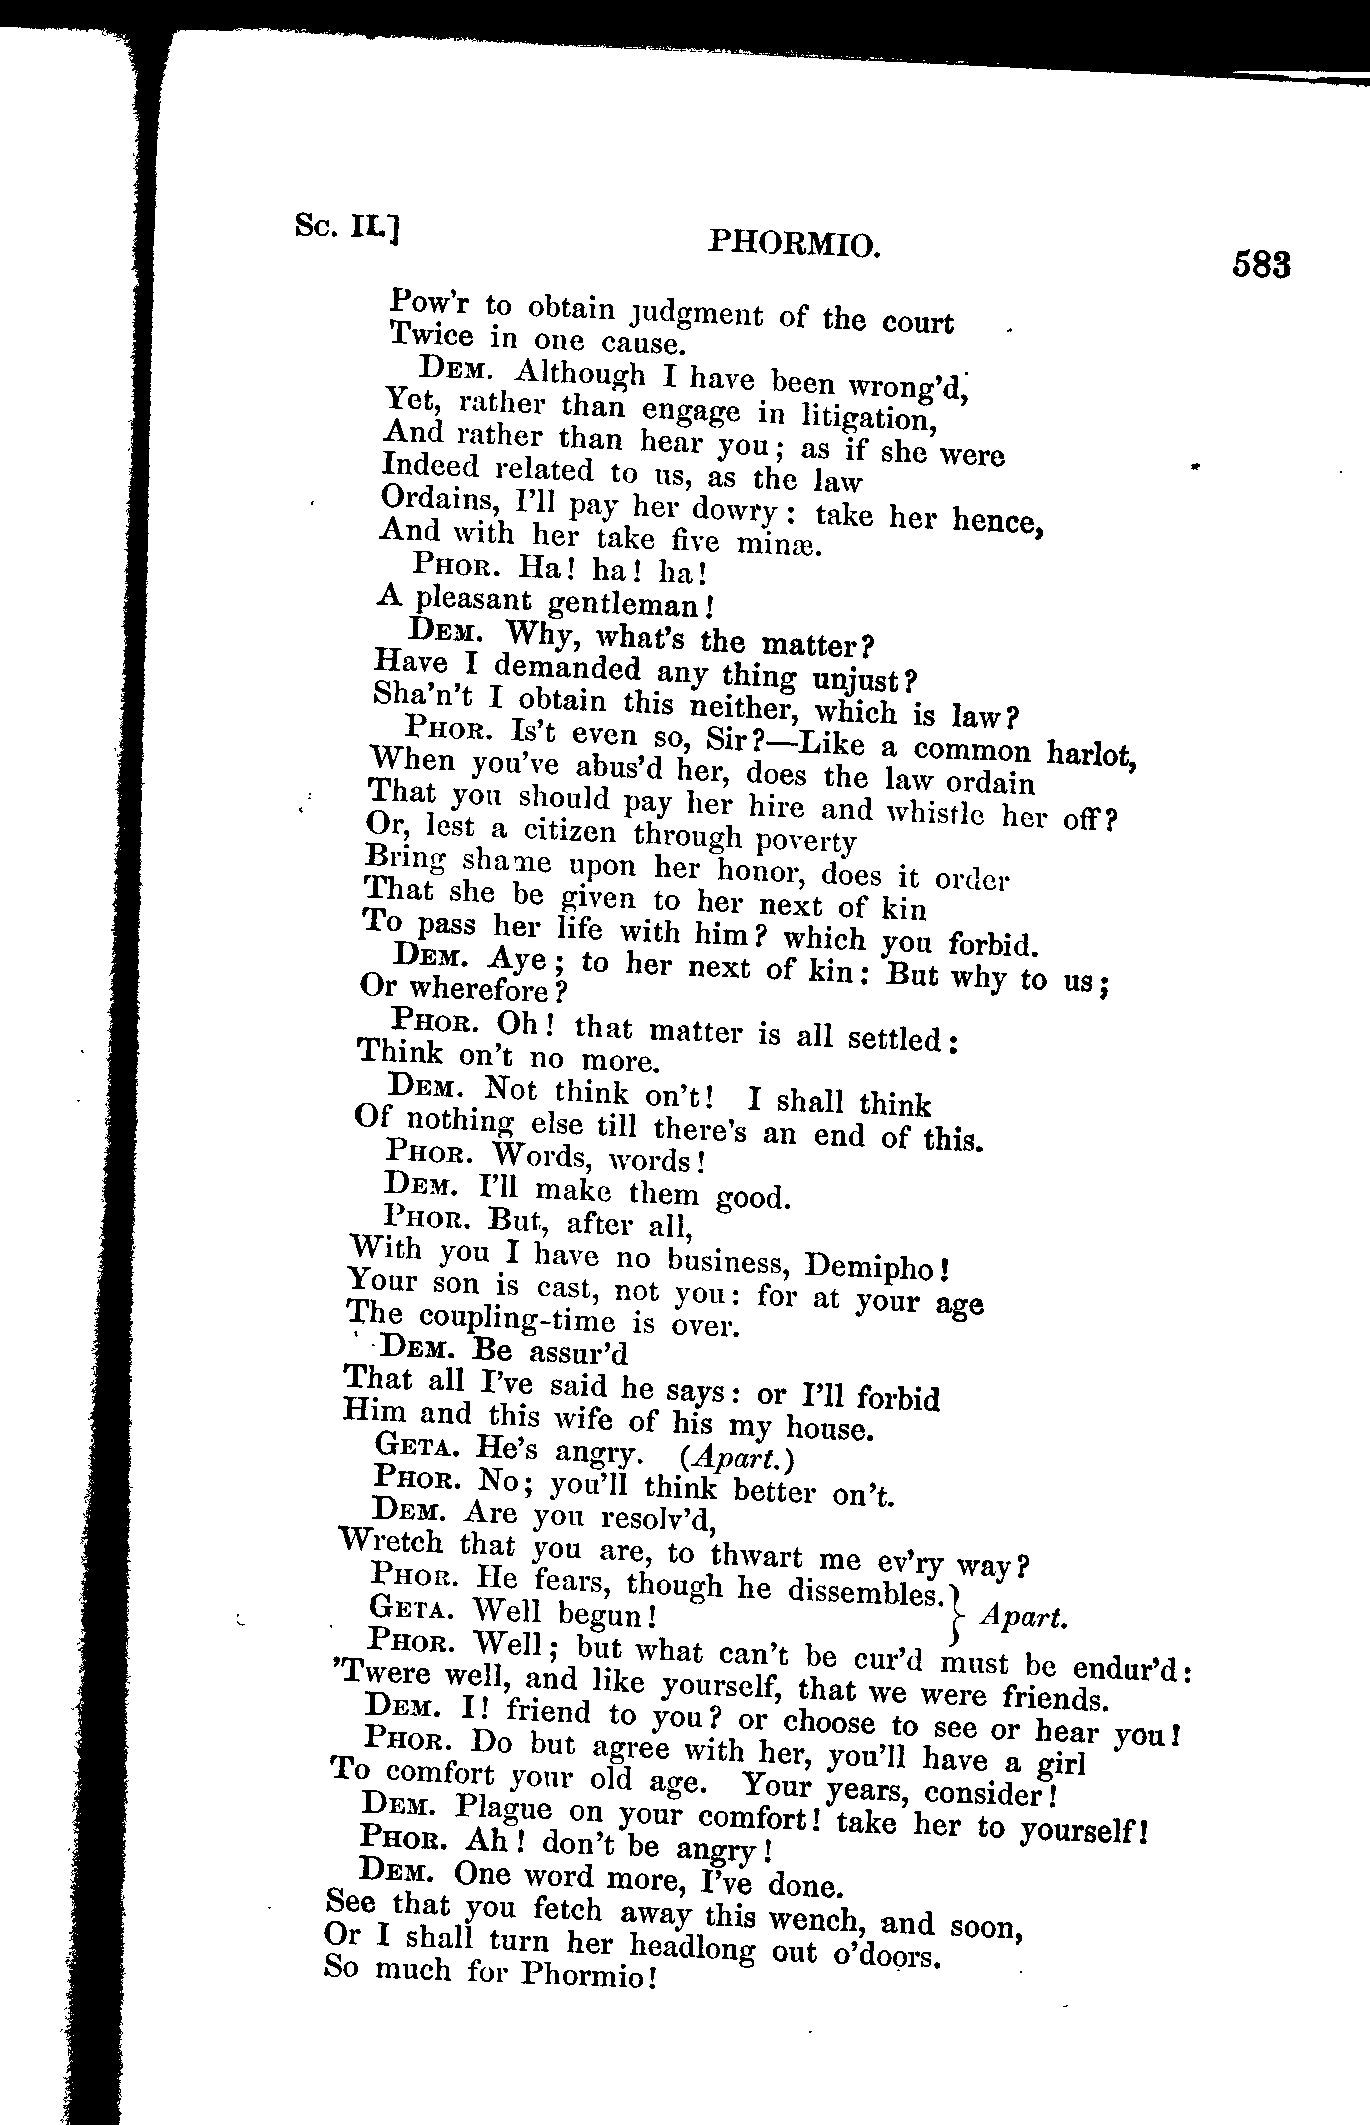 Sc. II.]
PHORMIO.
583
Pow'r to obtain judgment of the court
Twice in one cause.
DEM. Although I have been wrong'd,
Yet, rather than engage in litigation,
And rather than hear you; as if she were
Indeed related to us, as the law
Ordains, I'll pay her dowry: take her hence,
And with her take five minæ.
PHOR. Ha! ha! ha!
A pleasant gentleman!
DEM. Why, what's the matter?
Have I demanded any thing unjust?
Sha'n't I obtain this neither, which is law?
PHOR. Is't even so, Sir?—Like a common harlot,
When you've abus'd her, does the law ordain
That you should pay her hire and whistle her off?
Or, lest a citizen through poverty
Bring shame upon her honor, does it order
That she be given to her next of kin
To pass her life with him? which you forbid.
DEM. Aye; to her next of kin: But why to us;
Or wherefore?
PHOR. Oh! that matter is all settled:
Think on't no more.
DEM. Not think on't! I shall think
Of nothing else till there's an end of this.
PHOR. Words, words!
DEM. I'll make them good.
PHOR. But, after all,
With you I have no business, Demipho!
Your son is cast, not you: for at your age
The coupling-time is over.
DEM. Be assur'd
That all I've said he says: or I'll forbid
Him and this wife of his my house.
GETA. He's angry. (Apart.)
PHOR. No; you'll think better on't.
DEM. Are you resolv'd,
Wretch that you are, to thwart me ev'ry way?
PHOR. He fears, though he dissembles. } Apart.
GETA. Well begun!
PHOR. Well; but what can't be cur'd must be endur'd:
'Twere well, and like yourself, that we were friends.
DEM. I! friend to you? or choose to see or hear you!
PHOR. Do but agree with her, you'll have a girl
To comfort your old age. Your years, consider!
DEM. Plague on your comfort! take her to yourself!
PHOR. Ah! don't be angry!
DEM. One word more, I've done.
See that you fetch away this wench, and soon,
Or I shall turn her headlong out o'doors.
So much for Phormio!